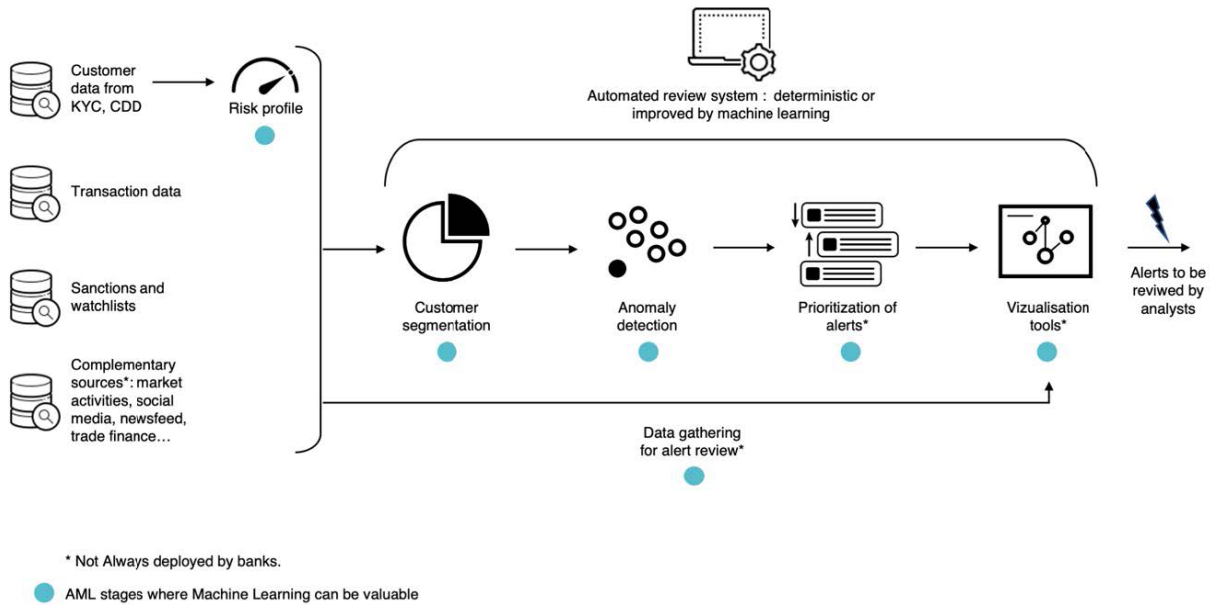 Customer
data from
KYC, CDD
Risk profile
Transaction data
Sanctions and
watchlists
Complementary
sources*: market
activities, social
media, newsfeed,
trade finance…
Automated review system : deterministic or
improved by machine learning
Customer
segmentation
Anomaly
detection
Prioritization of
alerts*
Vizualisation
tools*
Alerts to be
reviwed by
analysts
Data gathering
for alert review*
* Not Always deployed by banks.
AML stages where Machine Learning can be valuable